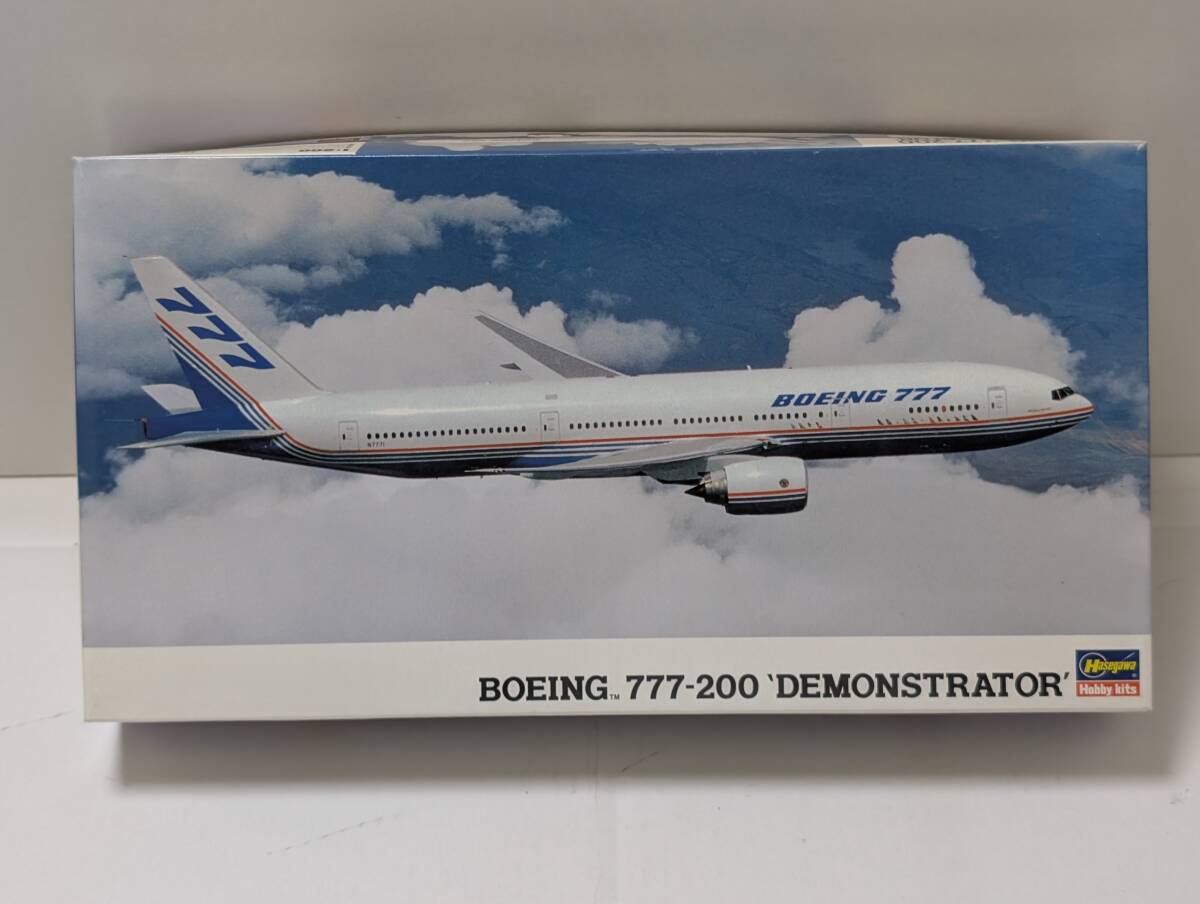 777
BOEING 777
N7771
BOEING™ 777-200 'DEMONSTRATOR'
Hasegawa
Hobby kits